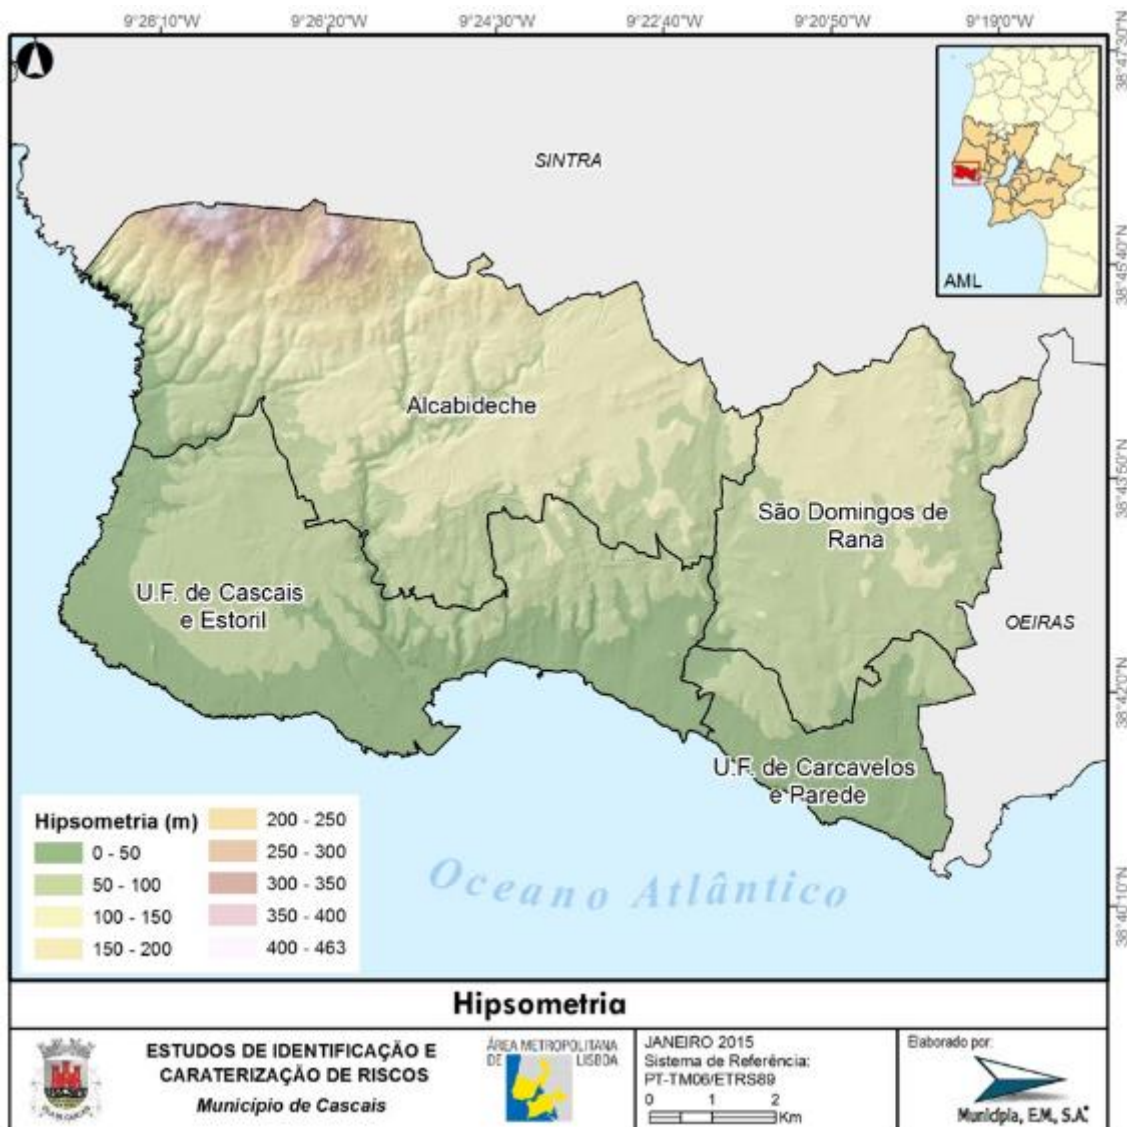 9°28'10"W
9°26'20"W
9°24'30"W
9°22'40"W
9°20'50"W
9°19'0"W
38°47'30"N
38°45'40"N
38°43'50"N
38°42'0"N
38°40'10"N
SINTRA
AML
Alcabideche
São Domingos de
Rana
U.F. de Cascais
e Estoril
OEIRAS
U.F. de Carcavelos
e Parede
Oceano Atlântico
Hipsometria (m)
0 - 50
50 - 100
100 - 150
150 - 200
200 - 250
250 - 300
300 - 350
350 - 400
400 - 463
Hipsometria
ESTUDOS DE IDENTIFICAÇÃO E
CARATERIZAÇÃO DE RISCOS
Município de Cascais
ÁREA METROPOLITANA
DE LISBOA
JANEIRO 2015
Sistema de Referência:
PT-TM06/ETRS89
0 1 2
Km
Elaborado por:
Municípia, E.M., S.A.